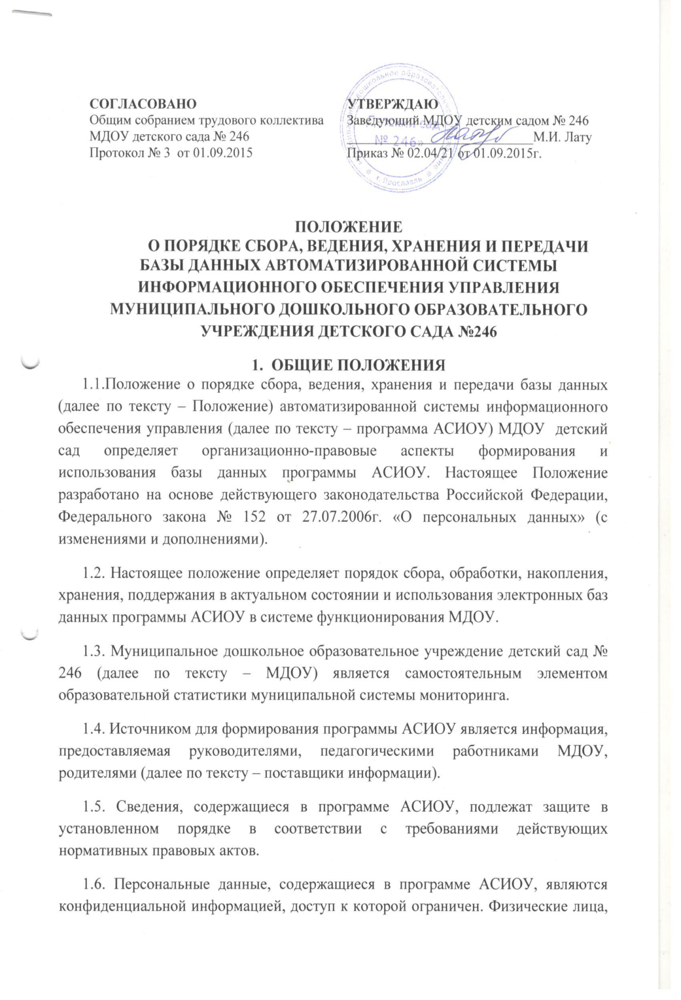 СОГЛАСОВАНО
Общим собранием трудового коллектива
МДОУ детского сада № 246
Протокол № 3 от 01.09.2015
УТВЕРЖДАЮ
Заведующий МДОУ детским садом № 246
М.И. Лату
Приказ № 02.04/21 от 01.09.2015г.
дошкольное образовательное
Детский сад
№ 246»
г. Ярославль
ПОЛОЖЕНИЕ
О ПОРЯДКЕ СБОРА, ВЕДЕНИЯ, ХРАНЕНИЯ И ПЕРЕДАЧИ
БАЗЫ ДАННЫХ АВТОМАТИЗИРОВАННОЙ СИСТЕМЫ
ИНФОРМАЦИОННОГО ОБЕСПЕЧЕНИЯ УПРАВЛЕНИЯ
МУНИЦИПАЛЬНОГО ДОШКОЛЬНОГО ОБРАЗОВАТЕЛЬНОГО
УЧРЕЖДЕНИЯ ДЕТСКОГО САДА №246
1. ОБЩИЕ ПОЛОЖЕНИЯ
1.1.Положение о порядке сбора, ведения, хранения и передачи базы данных
(далее по тексту – Положение) автоматизированной системы информационного
обеспечения управления (далее по тексту – программа АСИОУ) МДОУ детский
сад определяет организационно-правовые аспекты формирования и
использования базы данных программы АСИОУ. Настоящее Положение
разработано на основе действующего законодательства Российской Федерации,
Федерального закона № 152 от 27.07.2006г. «О персональных данных» (с
изменениями и дополнениями).
1.2. Настоящее положение определяет порядок сбора, обработки, накопления,
хранения, поддержания в актуальном состоянии и использования электронных баз
данных программы АСИОУ в системе функционирования МДОУ.
1.3. Муниципальное дошкольное образовательное учреждение детский сад №
246 (далее по тексту – МДОУ) является самостоятельным элементом
образовательной статистики муниципальной системы мониторинга.
1.4. Источником для формирования программы АСИОУ является информация,
предоставляемая руководителями, педагогическими работниками МДОУ,
родителями (далее по тексту – поставщики информации).
1.5. Сведения, содержащиеся в программе АСИОУ, подлежат защите в
установленном порядке в соответствии с требованиями действующих
нормативных правовых актов.
1.6. Персональные данные, содержащиеся в программе АСИОУ, являются
конфиденциальной информацией, доступ к которой ограничен. Физические лица,